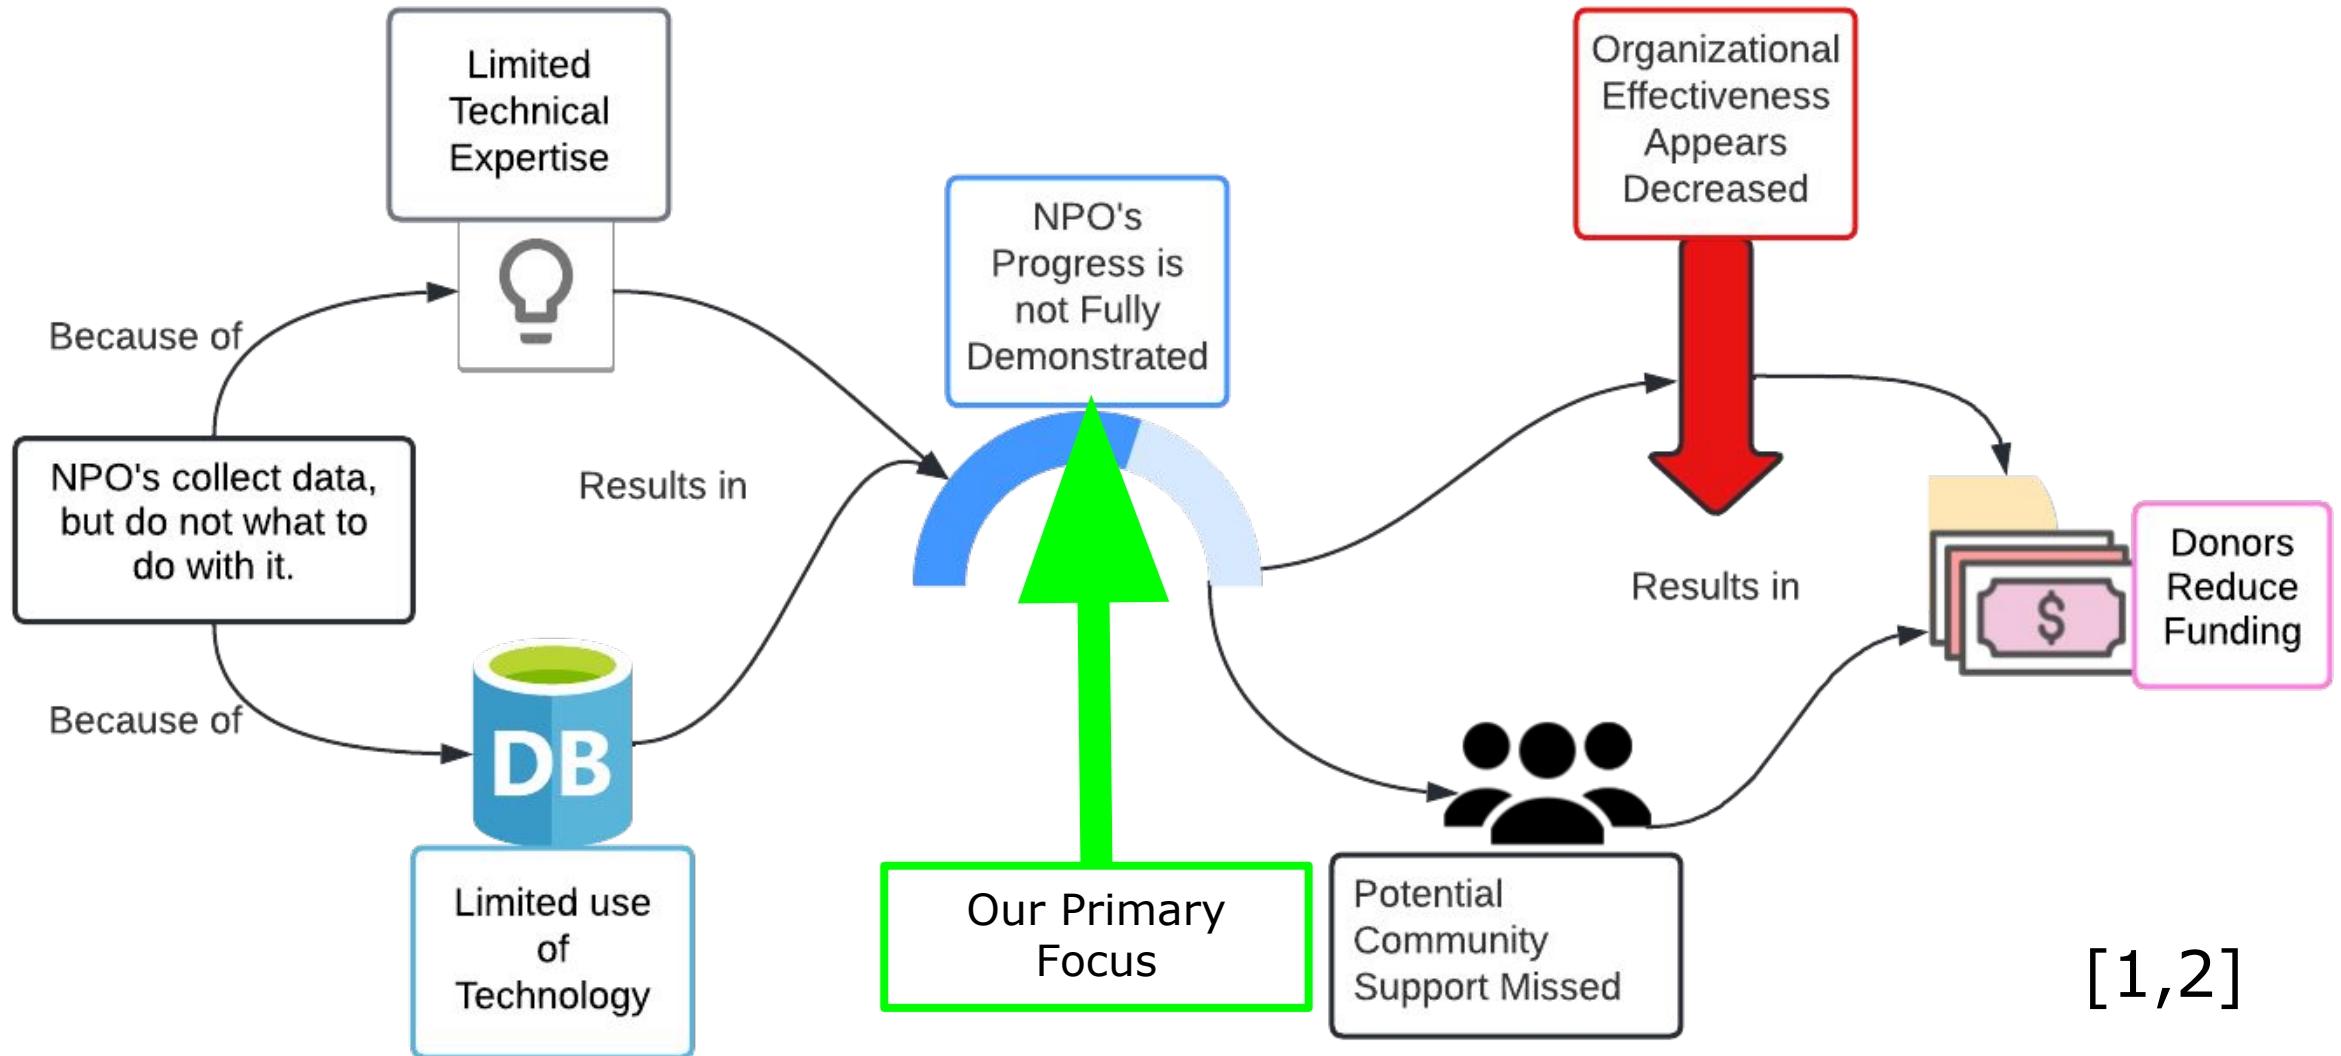 Limited
Technical
Expertise
Because of
NPO's collect data,
but do not what to
do with it.
Because of
DB
Limited use
of
Technology
Results in
NPO's
Progress is
not Fully
Demonstrated
Our Primary
Focus
Organizational
Effectiveness
Appears
Decreased
Results in
Potential
Community
Support Missed
$
Donors
Reduce
Funding
[1,2]